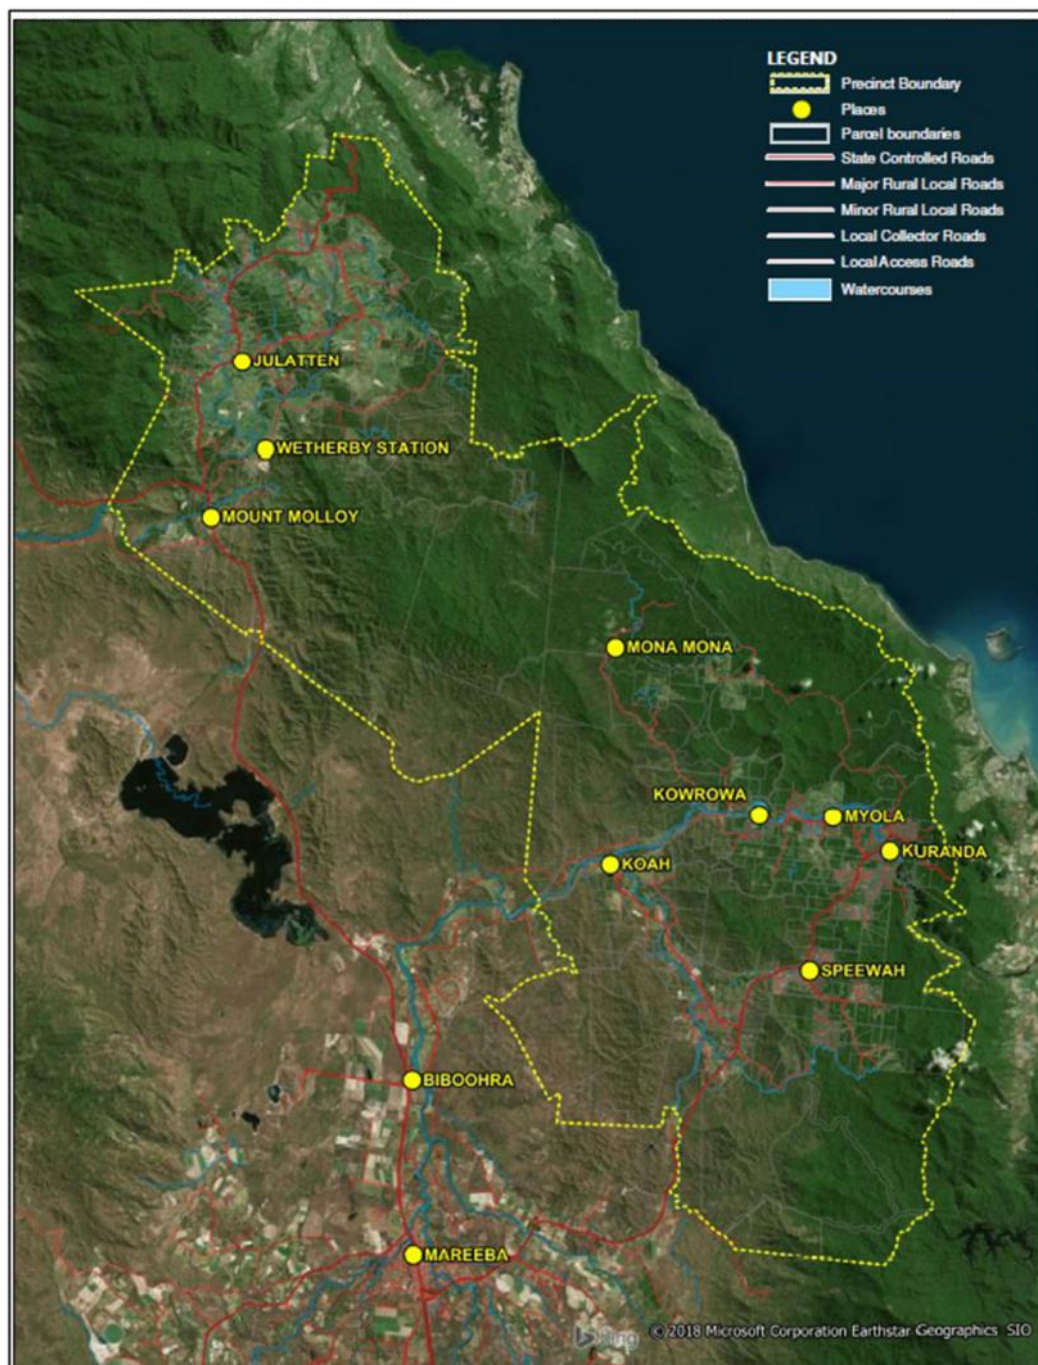 LEGEND
Precinct Boundary
Places
Parcel boundaries
State Controlled Roads
Major Rural Local Roads
Minor Rural Local Roads
Local Collector Roads
Local Access Roads
Watercourses
JULATTEN
WETHERBY STATION
MOUNT MOLLOY
MONA MONA
KOWROWA
MYOLA
KURANDA
KOAH
SPEEWAH
BIBOOHRA
MAREEBA
Bing © 2018 Microsoft Corporation Earthstar Geographics SIO